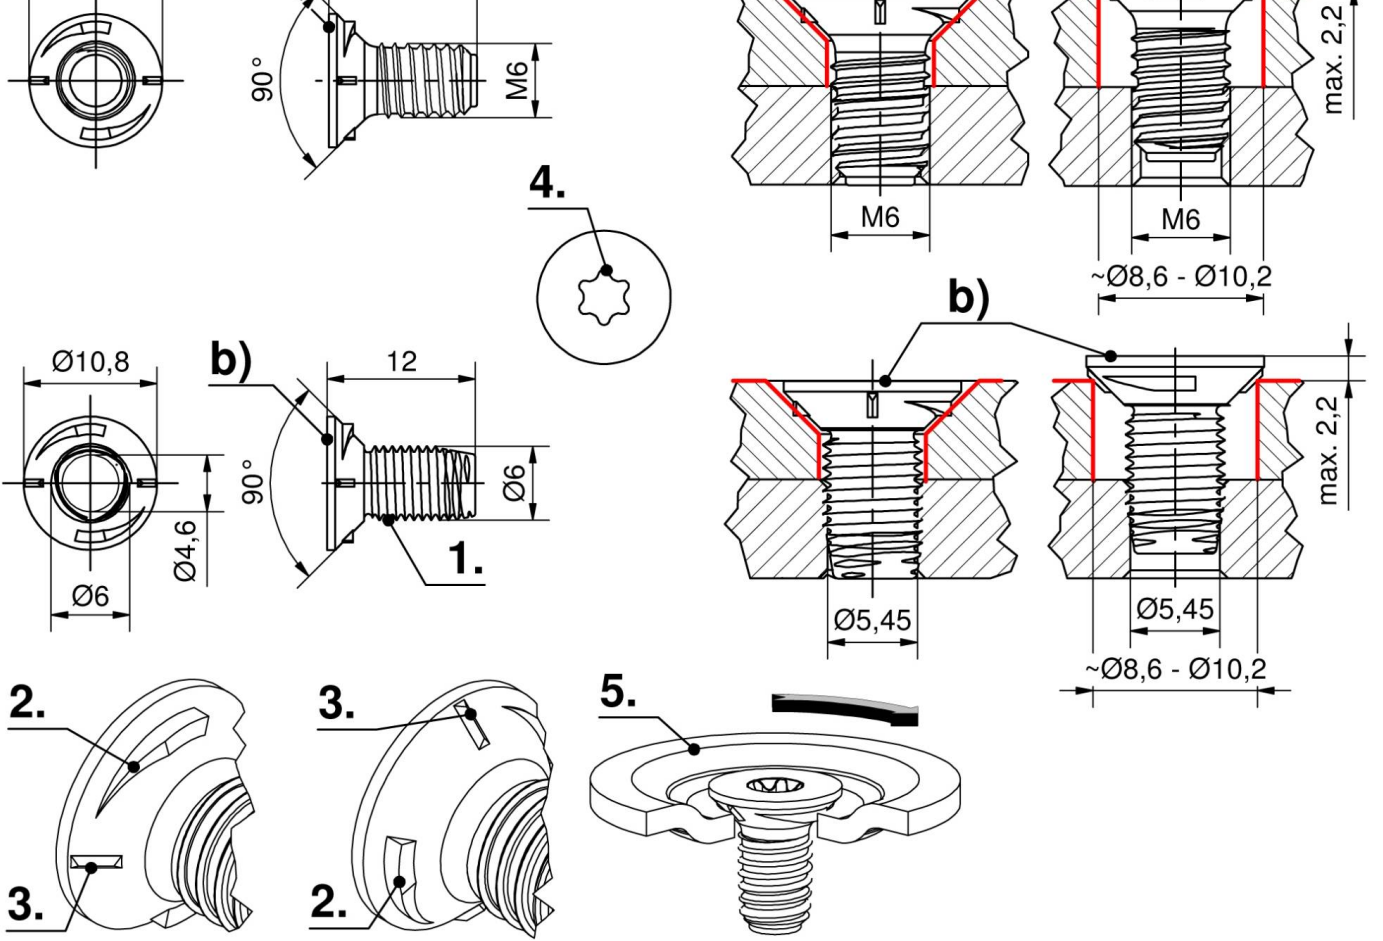 90°
M6
max. 2,2
4.
M6
M6
~Ø8,6 - Ø10,2
b)
Ø10,8
b)
12
90°
Ø6
Ø4,6
Ø6
1.
max. 2,2
Ø5,45
Ø5,45
~Ø8,6 - Ø10,2
2.
3.
3.
2.
5.